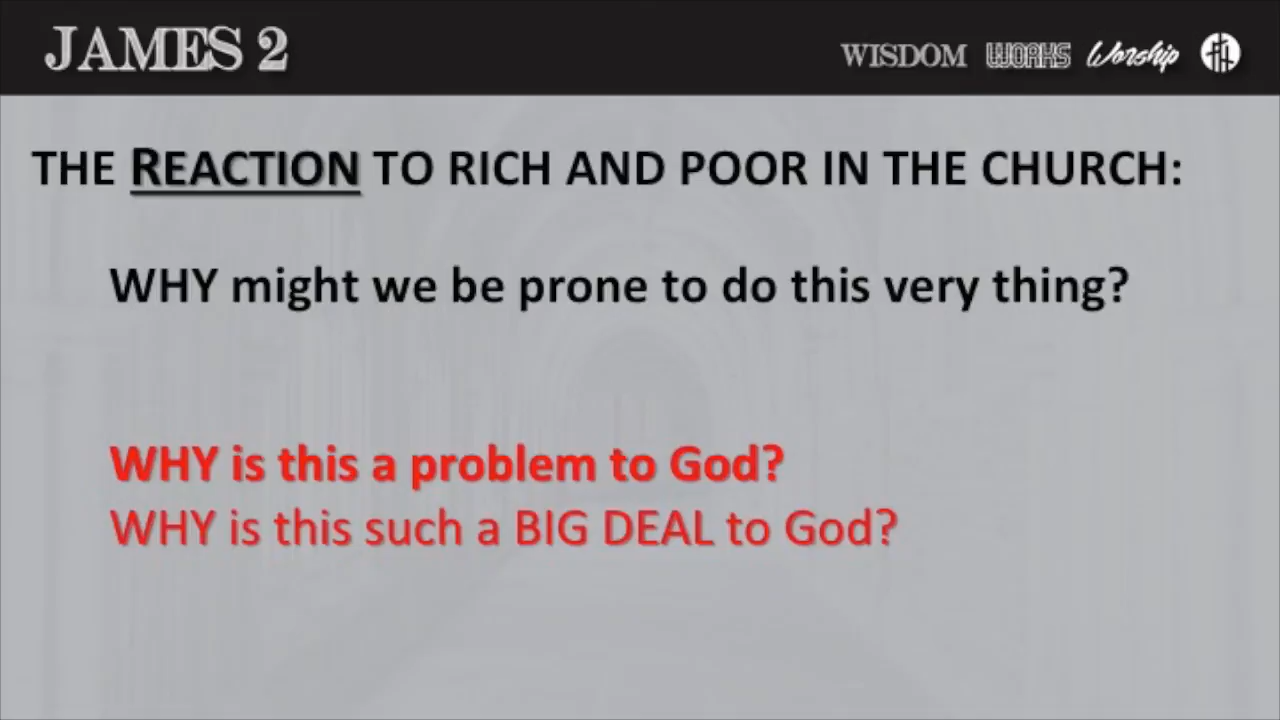 JAMES 2
WISDOM WORKS Worship
THE REACTION TO RICH AND POOR IN THE CHURCH:
WHY might we be prone to do this very thing?
WHY is this a problem to God?
WHY is this such a BIG DEAL to God?